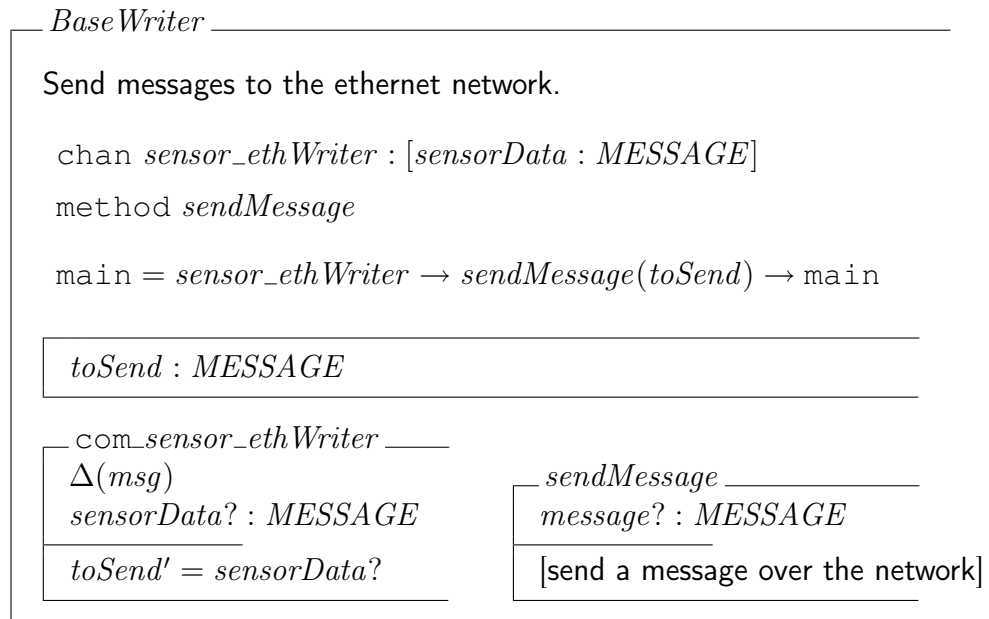 BaseWriter
Send messages to the ethernet network.
chan sensor_ethWriter : [sensorData : MESSAGE]
method sendMessage
main = sensor_ethWriter → sendMessage(toSend) → main
toSend : MESSAGE
com_sensor_ethWriter
Δ(msg)
sensorData? : MESSAGE
toSend′ = sensorData?
sendMessage
message? : MESSAGE
[send a message over the network]